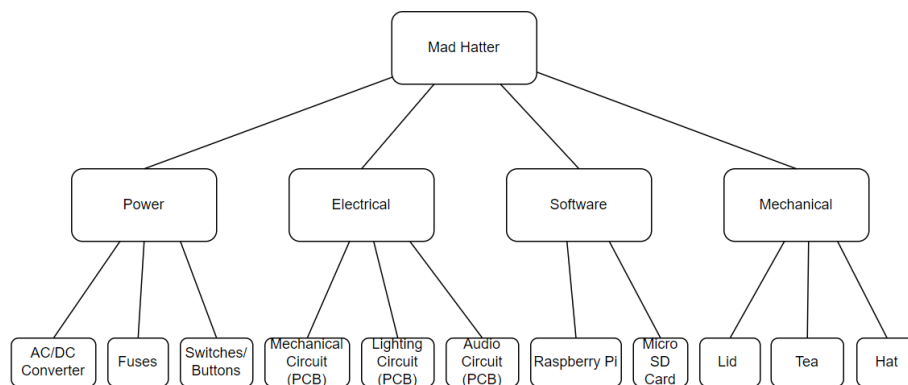 Mad Hatter
Power
Electrical
Software
Mechanical
AC/DC
Converter
Fuses
Switches/
Buttons
Mechanical
Circuit
(PCB)
Lighting
Circuit
(PCB)
Audio
Circuit
(PCB)
Raspberry Pi
Micro
SD
Card
Lid
Tea
Hat